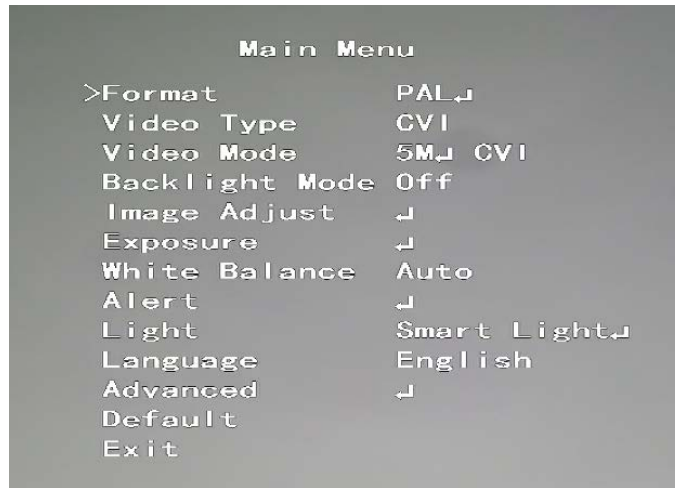 Main Menu
>Format PAL↵
Video Type CVI
Video Mode 5M↵ CVI
Backlight Mode Off
Image Adjust ↵
Exposure ↵
White Balance Auto
Alert ↵
Light Smart Light↵
Language English
Advanced ↵
Default
Exit